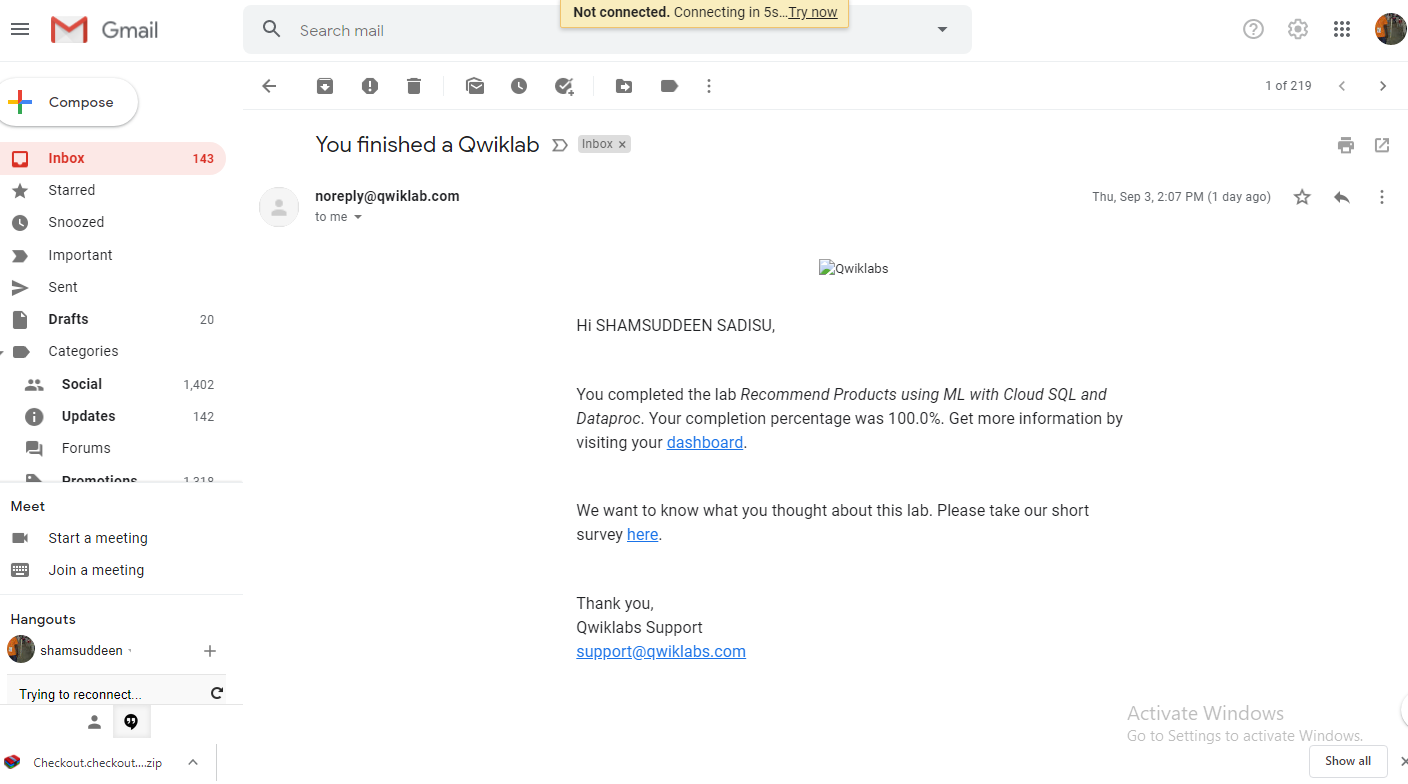 Not connected. Connecting in 5s...Try now
Gmail
Search mail
Compose
1 of 219
Inbox 143
Starred
Snoozed
Important
Sent
Drafts 20
Categories
Social 1,402
Updates 142
Forums
Promotions 1,318
Meet
Start a meeting
Join a meeting
Hangouts
shamsuddeen
Trying to reconnect...
You finished a Qwiklab Inbox x
noreply@qwiklab.com Thu, Sep 3, 2:07 PM (1 day ago)
to me
Qwiklabs
Hi SHAMSUDDEEN SADISU,
You completed the lab Recommend Products using ML with Cloud SQL and
Dataproc. Your completion percentage was 100.0%. Get more information by
visiting your dashboard.
We want to know what you thought about this lab. Please take our short
survey here.
Thank you,
Qwiklabs Support
support@qwiklabs.com
Activate Windows
Go to Settings to activate Windows.
Checkout.checkout....zip
Show all